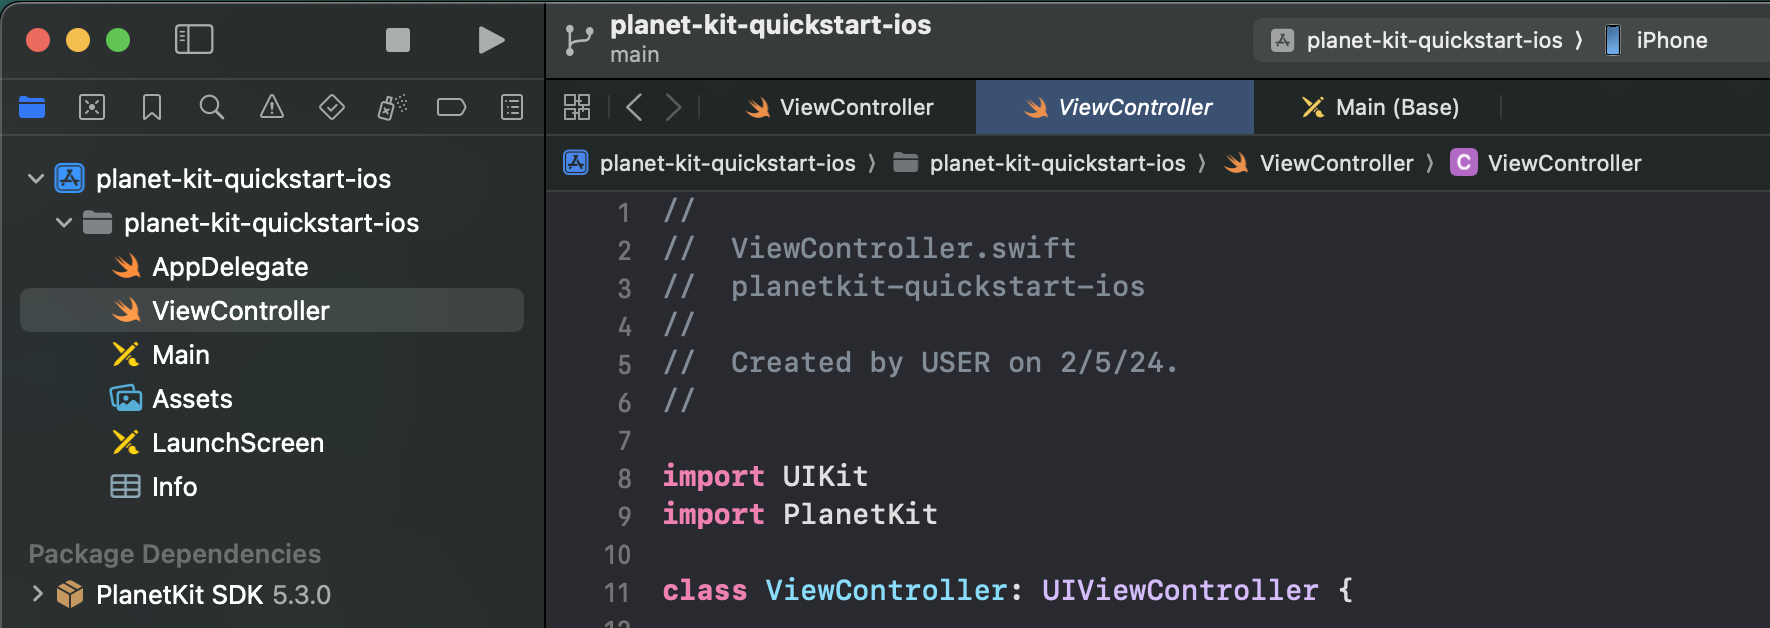 planet-kit-quickstart-ios
main
planet-kit-quickstart-ios 〉 iPhone
ViewController
ViewController
Main (Base)
planet-kit-quickstart-ios 〉 planet-kit-quickstart-ios 〉 ViewController 〉 C ViewController
planet-kit-quickstart-ios
planet-kit-quickstart-ios
AppDelegate
ViewController
Main
Assets
LaunchScreen
Info
Package Dependencies
PlanetKit SDK 5.3.0
1 //
2 //  ViewController.swift
3 //  planetkit-quickstart-ios
4 //
5 //  Created by USER on 2/5/24.
6 //
7
8 import UIKit
9 import PlanetKit
10
11 class ViewController: UIViewController {